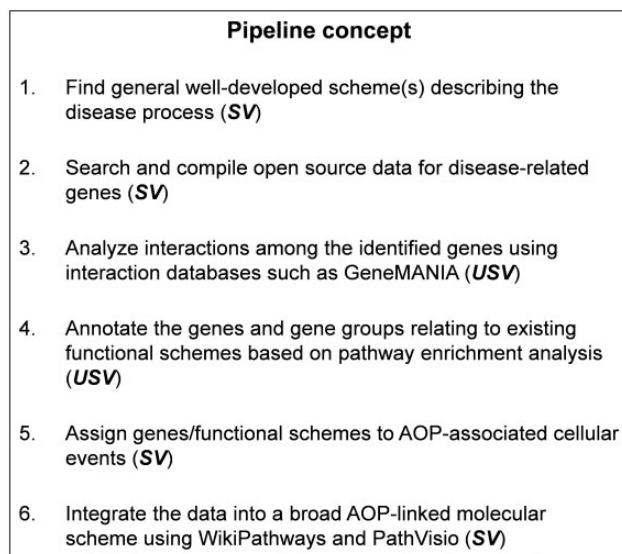 Pipeline concept
1. Find general well-developed scheme(s) describing the
disease process (SV)
2. Search and compile open source data for disease-related
genes (SV)
3. Analyze interactions among the identified genes using
interaction databases such as GeneMANIA (USV)
4. Annotate the genes and gene groups relating to existing
functional schemes based on pathway enrichment analysis
(USV)
5. Assign genes/functional schemes to AOP-associated cellular
events (SV)
6. Integrate the data into a broad AOP-linked molecular
scheme using WikiPathways and PathVisio (SV)